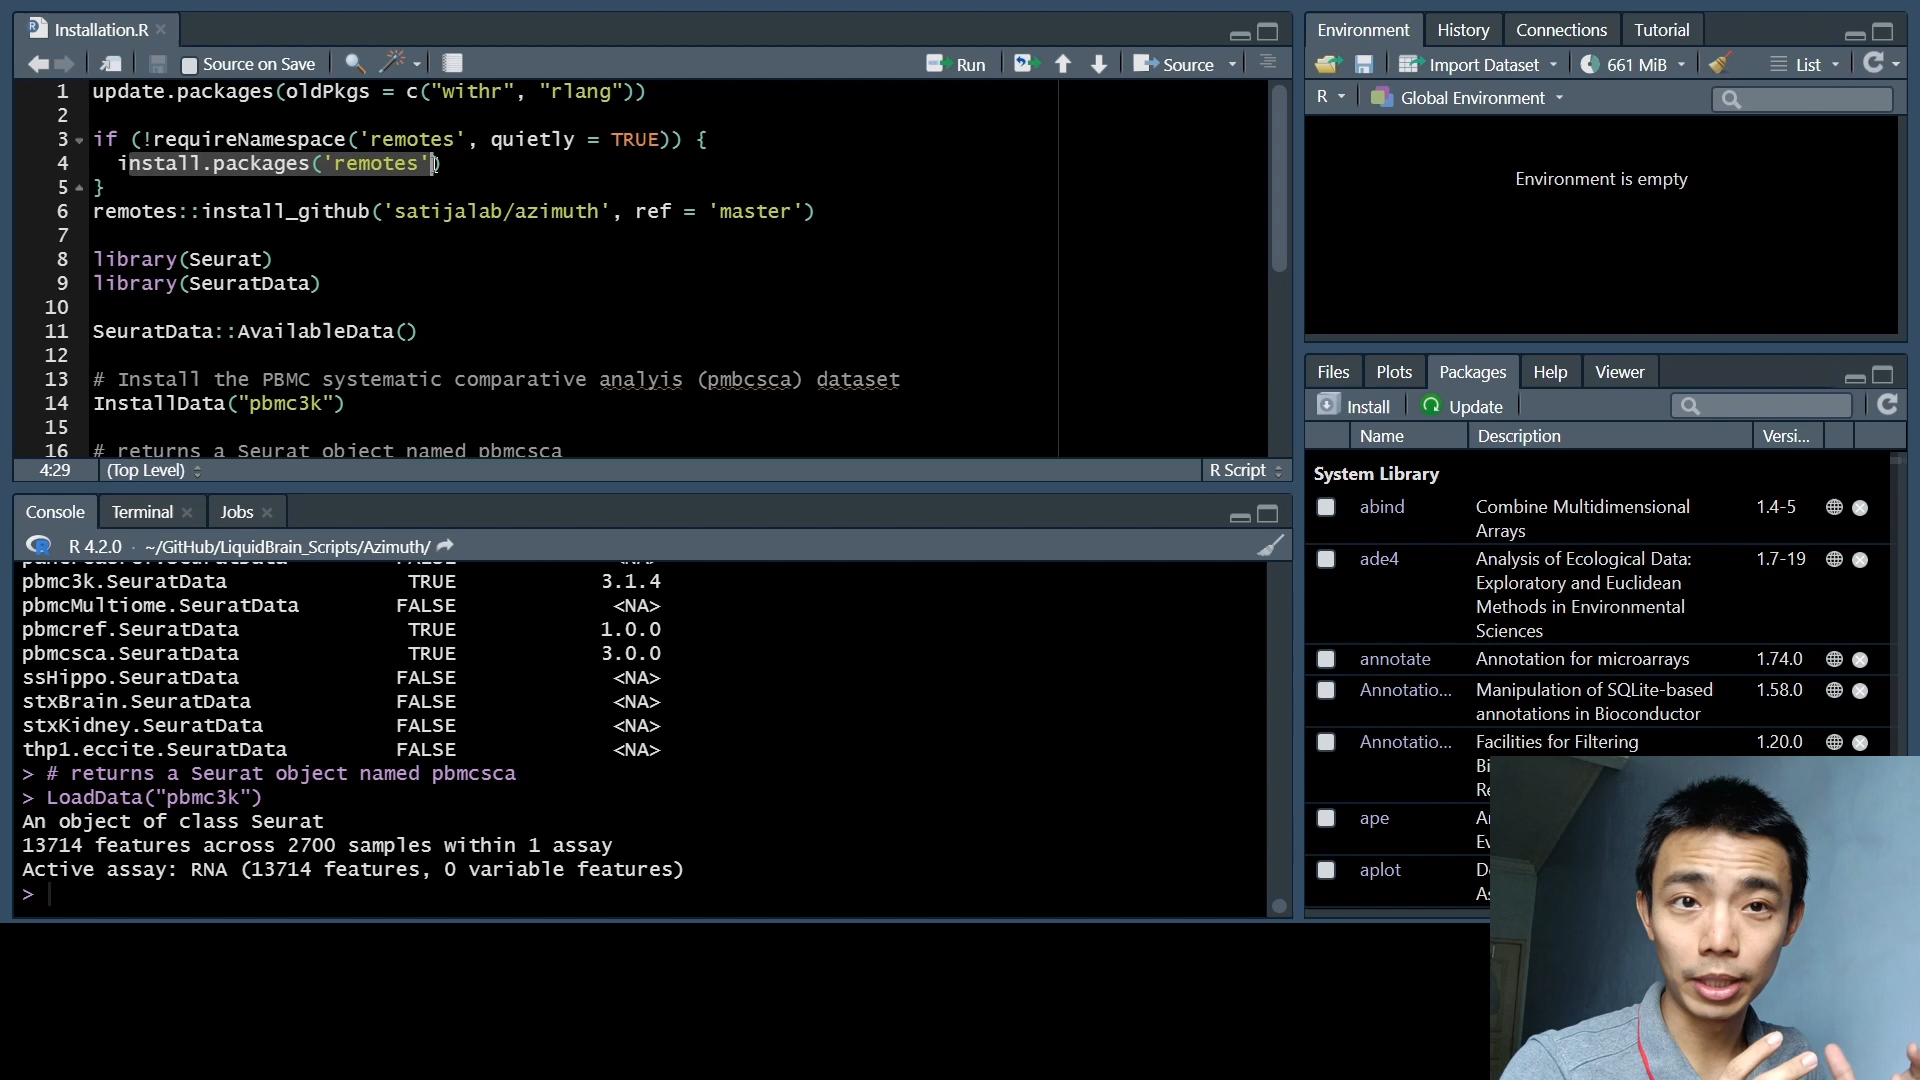 Installation.R
Source on Save
Run
Source
1 update.packages(oldPkgs = c("withr", "rlang"))
2
3 if (!requireNamespace('remotes', quietly = TRUE)) {
4 install.packages('remotes')
5 }
6 remotes::install_github('satijalab/azimuth', ref = 'master')
7
8 library(Seurat)
9 library(SeuratData)
10
11 SeuratData::AvailableData()
12
13 # Install the PBMC systematic comparative analyis (pmbcsca) dataset
14 InstallData("pbmc3k")
15
16 # returns a Seurat object named pbmcsca
4:29 (Top Level) R Script
Console Terminal Jobs
R 4.2.0 · ~/GitHub/LiquidBrain_Scripts/Azimuth/
pbmc3k.SeuratData TRUE 3.1.4
pbmcMultiome.SeuratData FALSE <NA>
pbmcref.SeuratData TRUE 1.0.0
pbmcsca.SeuratData TRUE 3.0.0
ssHippo.SeuratData FALSE <NA>
stxBrain.SeuratData FALSE <NA>
stxKidney.SeuratData FALSE <NA>
thp1.eccite.SeuratData FALSE <NA>
> # returns a Seurat object named pbmcsca
> LoadData("pbmc3k")
An object of class Seurat
13714 features across 2700 samples within 1 assay
Active assay: RNA (13714 features, 0 variable features)
>
Environment History Connections Tutorial
Import Dataset 661 MiB List
R Global Environment
Environment is empty
Files Plots Packages Help Viewer
Install Update
Name Description Versi...
System Library
abind Combine Multidimensional 1.4-5
Arrays
ade4 Analysis of Ecological Data: 1.7-19
Exploratory and Euclidean
Methods in Environmental
Sciences
annotate Annotation for microarrays 1.74.0
Annotatio... Manipulation of SQLite-based 1.58.0
annotations in Bioconductor
Annotatio... Facilities for Filtering 1.20.0
ape
aplot